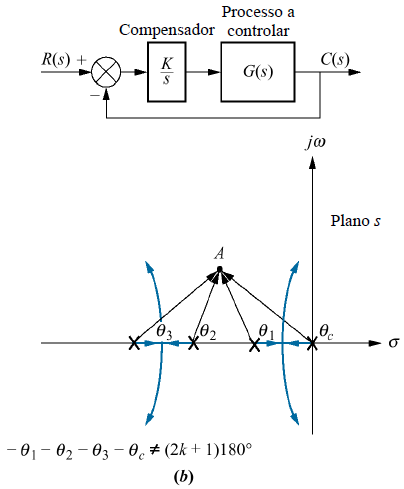 Processo a
Compensador controlar
R(s) +
K
s
G(s)
C(s)
−
jω
Plano s
A
θ3
θ2
θ1
θc
σ
− θ1 − θ2 − θ3 − θc ≠ (2k + 1)180°
(b)